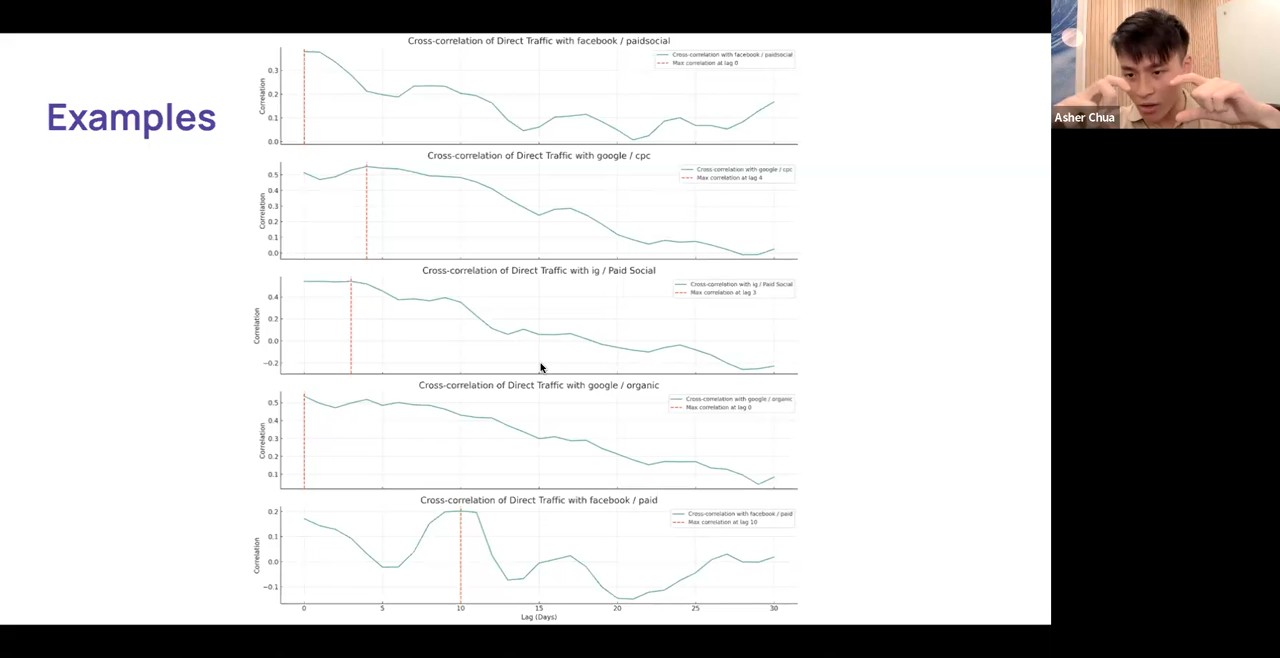 Examples
Cross-correlation of Direct Traffic with facebook / paidsocial
Cross-correlation with facebook / paidsocial
Max correlation at lag 0
Correlation
0.3
0.2
0.1
0.0
Cross-correlation of Direct Traffic with google / cpc
Cross-correlation with google / cpc
Max correlation at lag 4
Correlation
0.5
0.4
0.3
0.2
0.1
0.0
Cross-correlation of Direct Traffic with ig / Paid Social
Cross-correlation with ig / Paid Social
Max correlation at lag 3
Correlation
0.4
0.2
0.0
−0.2
Cross-correlation of Direct Traffic with google / organic
Cross-correlation with google / organic
Max correlation at lag 0
Correlation
0.5
0.4
0.3
0.2
0.1
Cross-correlation of Direct Traffic with facebook / paid
Cross-correlation with facebook / paid
Max correlation at lag 10
Correlation
0.2
0.1
0.0
−0.1
0 5 10 15 20 25 30
Lag (Days)
Asher Chua